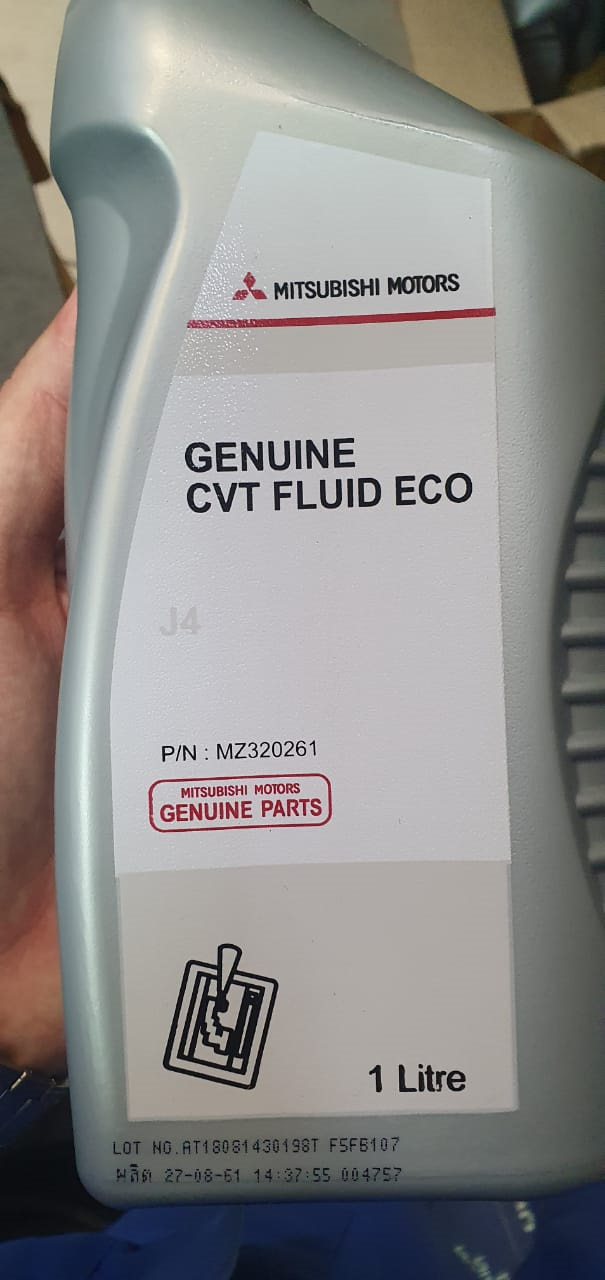 MITSUBISHI MOTORS
GENUINE
CVT FLUID ECO
J4
P/N : MZ320261
MITSUBISHI MOTORS
GENUINE PARTS
1 Litre
LOT NO.AT18081430198T F5FB107
ผลิต 27-08-61 14:37:55 004757